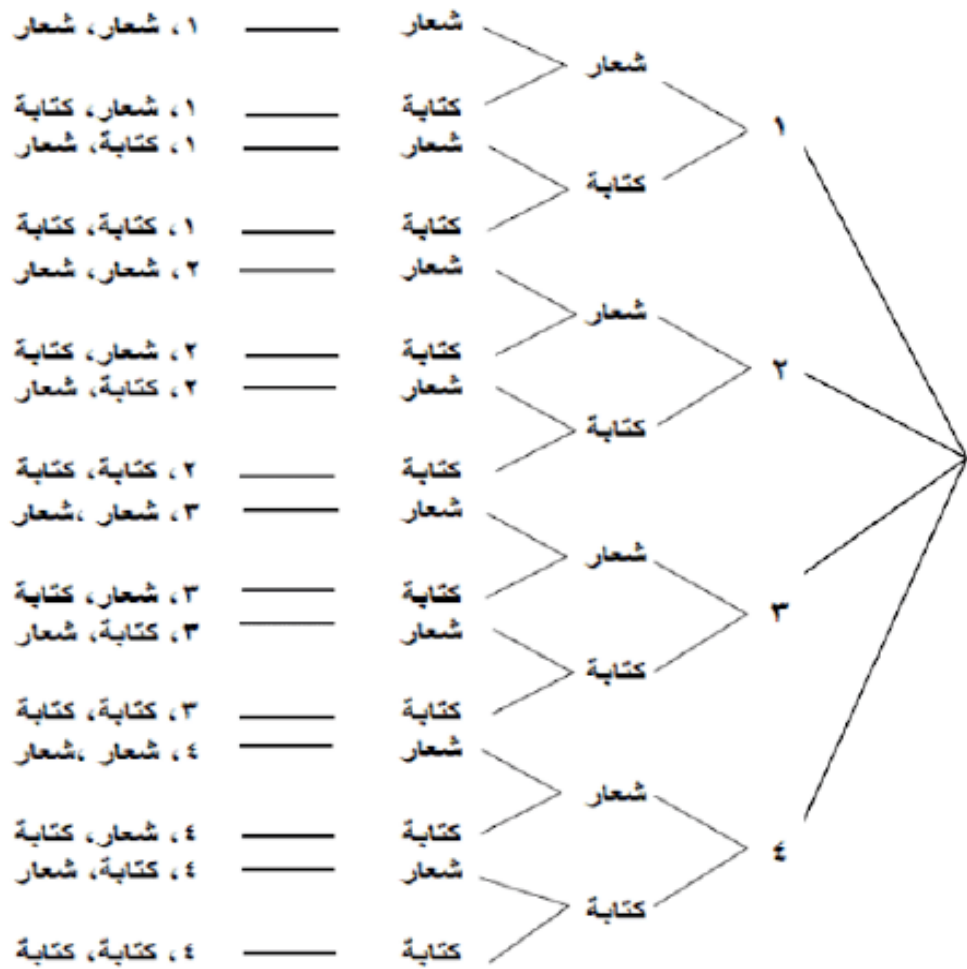 شعار ١، شعار، شعار
شعار
كتابة ١، شعار، كتابة
١
شعار ١، كتابة، شعار
كتابة
كتابة ١، كتابة، كتابة
شعار ٢، شعار، شعار
شعار
كتابة ٢، شعار، كتابة
٢
شعار ٢، كتابة، شعار
كتابة
كتابة ٢، كتابة، كتابة
شعار ٣، شعار ،شعار
شعار
كتابة ٣، شعار، كتابة
٣
شعار ٣، كتابة، شعار
كتابة
كتابة ٣، كتابة، كتابة
شعار ٤، شعار ،شعار
شعار
كتابة ٤، شعار، كتابة
٤
شعار ٤، كتابة، شعار
كتابة
كتابة ٤، كتابة، كتابة